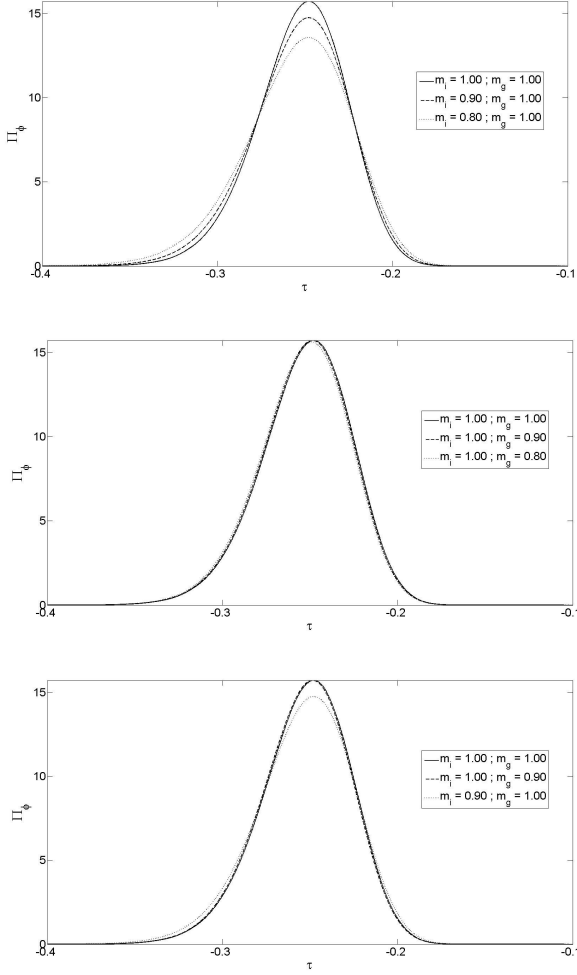 15
10
5
0
Π_ϕ
m_i = 1.00 ; m_g = 1.00
m_i = 0.90 ; m_g = 1.00
m_i = 0.80 ; m_g = 1.00
-0.4 -0.3 -0.2 -0.1
τ
15
10
5
0
Π_ϕ
m_i = 1.00 ; m_g = 1.00
m_i = 1.00 ; m_g = 0.90
m_i = 1.00 ; m_g = 0.80
-0.4 -0.3 -0.2 -0.1
τ
15
10
5
0
Π_ϕ
m_i = 1.00 ; m_g = 1.00
m_i = 1.00 ; m_g = 0.90
m_i = 0.90 ; m_g = 1.00
-0.4 -0.3 -0.2 -0.1
τ